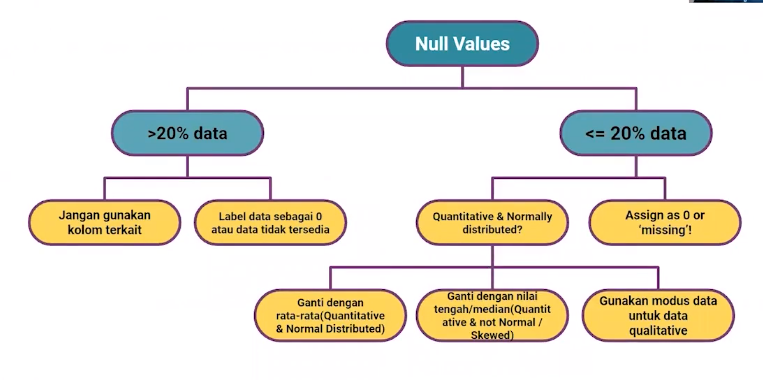 Null Values
>20% data
<= 20% data
Jangan gunakan
kolom terkait
Label data sebagai 0
atau data tidak tersedia
Quantitative & Normally
distributed?
Assign as 0 or
'missing'!
Ganti dengan
rata-rata(Quantitative
& Normal Distributed)
Ganti dengan nilai
tengah/median(Quantit
ative & not Normal /
Skewed)
Gunakan modus data
untuk data
qualitative